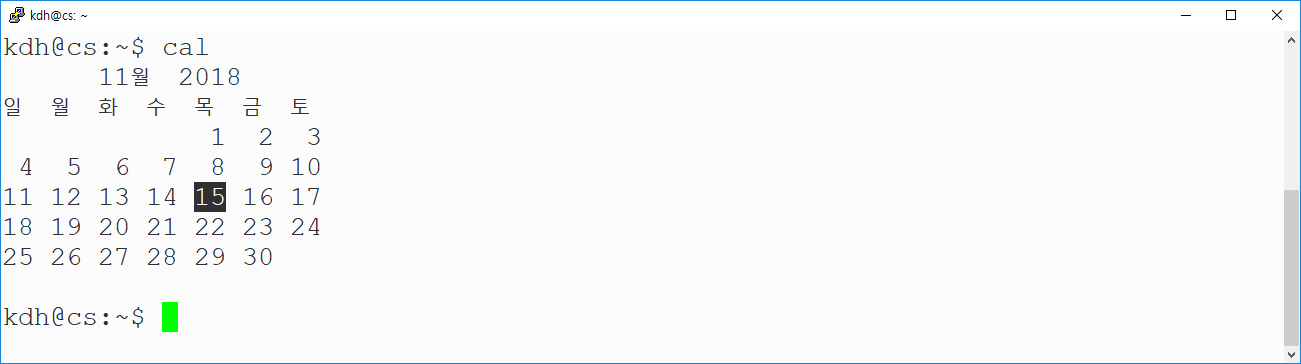 kdh@cs: ~
kdh@cs:~$ cal
      11월  2018
일  월  화  수  목  금  토
             1  2  3
 4  5  6  7  8  9 10
11 12 13 14 15 16 17
18 19 20 21 22 23 24
25 26 27 28 29 30
kdh@cs:~$